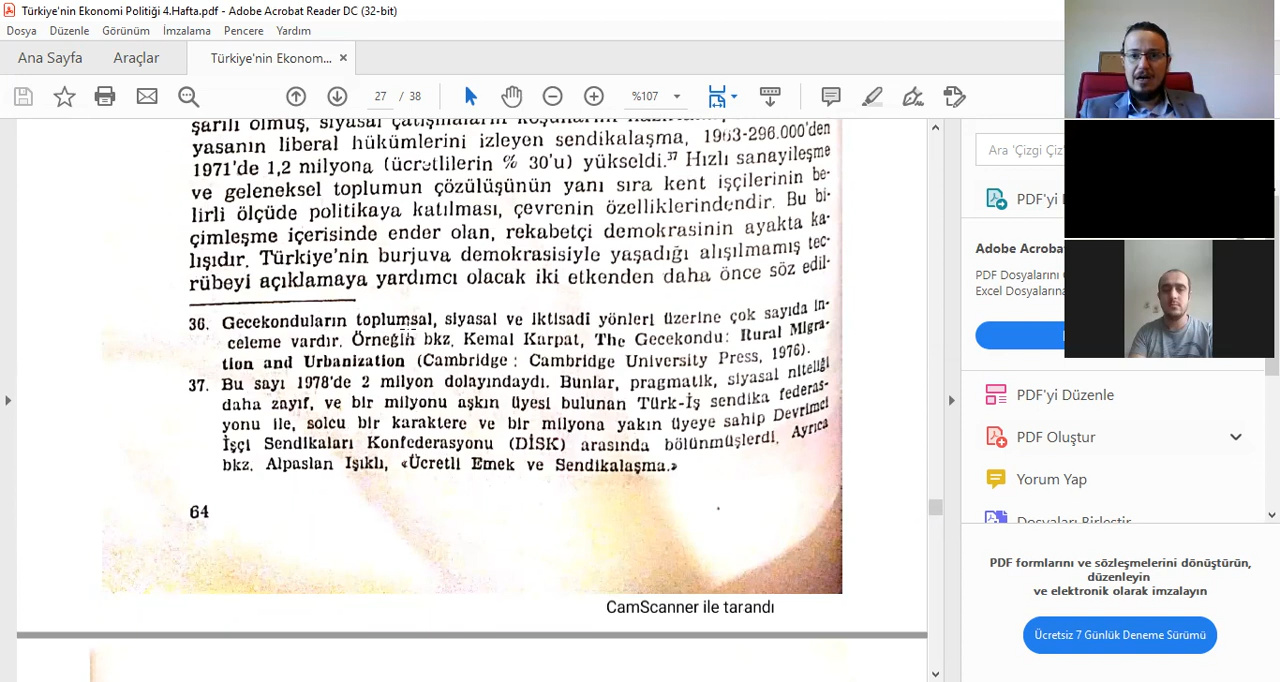 Türkiye'nin Ekonomi Politiği 4.Hafta.pdf - Adobe Acrobat Reader DC (32-bit)
Dosya Düzenle Görünüm İmzalama Pencere Yardım
Ana Sayfa Araçlar Türkiye'nin Ekonom... ×
27 / 38 %107
Ara 'Çizgi Çiz'
yasanın liberal hükümlerini izleyen sendikalaşma, 1963-296.000'den
1971'de 1,2 milyona (ücretlilerin % 30'u) yükseldi.³⁷ Hızlı sanayileşme
ve geleneksel toplumun çözülüşünün yanı sıra kent işçilerinin be-
lirli ölçüde politikaya katılması, çevrenin özelliklerindendir. Bu bi-
çimleşme içerisinde ender olan, rekabetçi demokrasinin ayakta ka-
lışıdır. Türkiye'nin burjuva demokrasisiyle yaşadığı alışılmamış tec-
rübeyi açıklamaya yardımcı olacak iki etkenden daha önce söz edil-
36. Gecekonduların toplumsal, siyasal ve iktisadi yönleri üzerine çok sayıda in-
celeme vardır. Örneğin bkz. Kemal Karpat, The Gecekondu: Rural Migra-
tion and Urbanization (Cambridge : Cambridge University Press, 1976).
37. Bu sayı 1978'de 2 milyon dolayındaydı. Bunlar, pragmatik, siyasal niteliği
daha zayıf, ve bir milyonu aşkın üyesi bulunan Türk-İş sendika federas-
yonu ile, solcu bir karaktere ve bir milyona yakın üyeye sahip Devrimci
İşçi Sendikaları Konfederasyonu (DİSK) arasında bölünmüşlerdi. Ayrıca
bkz. Alpaslan Işıklı, «Ücretli Emek ve Sendikalaşma.»
64
CamScanner ile tarandı
PDF'yi
Adobe Acrobat
PDF Dosyalarını
Excel Dosyaların
PDF'yi Düzenle
PDF Oluştur
Yorum Yap
Dosyaları Birleştir
PDF formlarını ve sözleşmelerini dönüştürün,
düzenleyin
ve elektronik olarak imzalayın
Ücretsiz 7 Günlük Deneme Sürümü